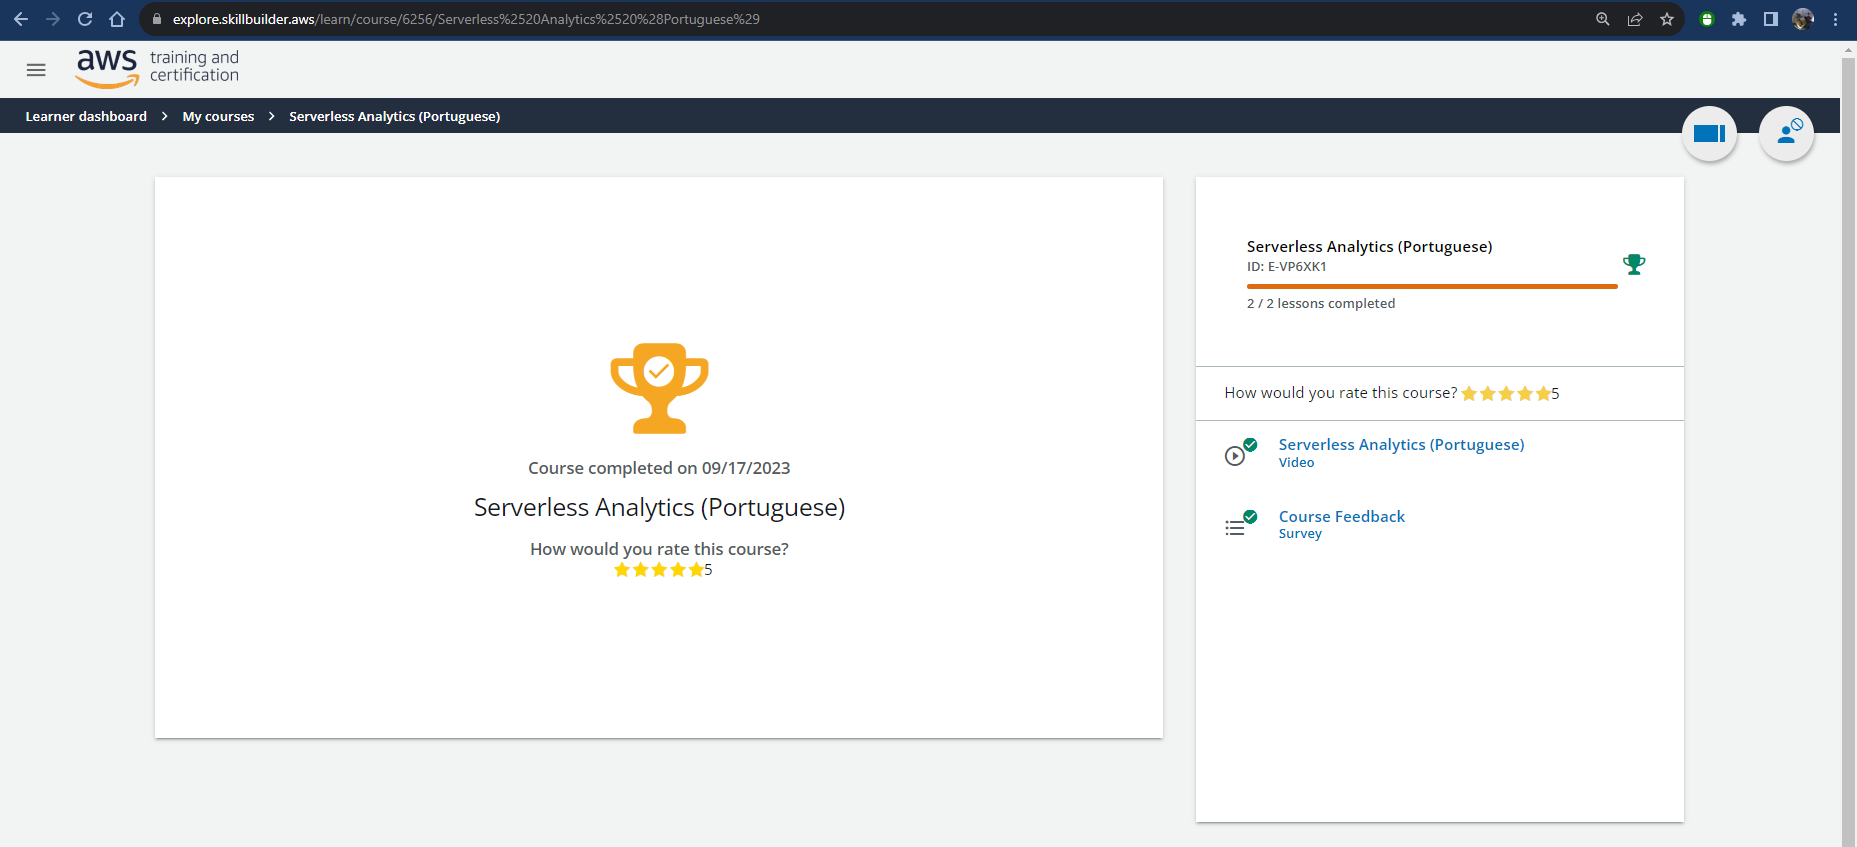 explore.skillbuilder.aws/learn/course/6256/Serverless%2520Analytics%2520%28Portuguese%29
aws training and certification
Learner dashboard > My courses > Serverless Analytics (Portuguese)
Course completed on 09/17/2023
Serverless Analytics (Portuguese)
How would you rate this course?
5
Serverless Analytics (Portuguese)
ID: E-VP6XK1
2 / 2 lessons completed
How would you rate this course? 5
Serverless Analytics (Portuguese)
Video
Course Feedback
Survey